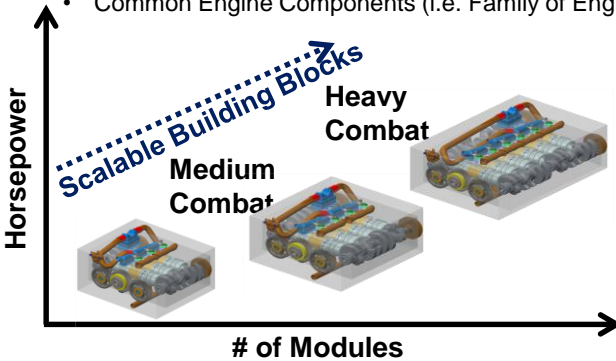 • Common Engine Components (i.e. Family of Eng
Scalable Building Blocks
Heavy
Combat
Medium
Combat
Horsepower
# of Modules